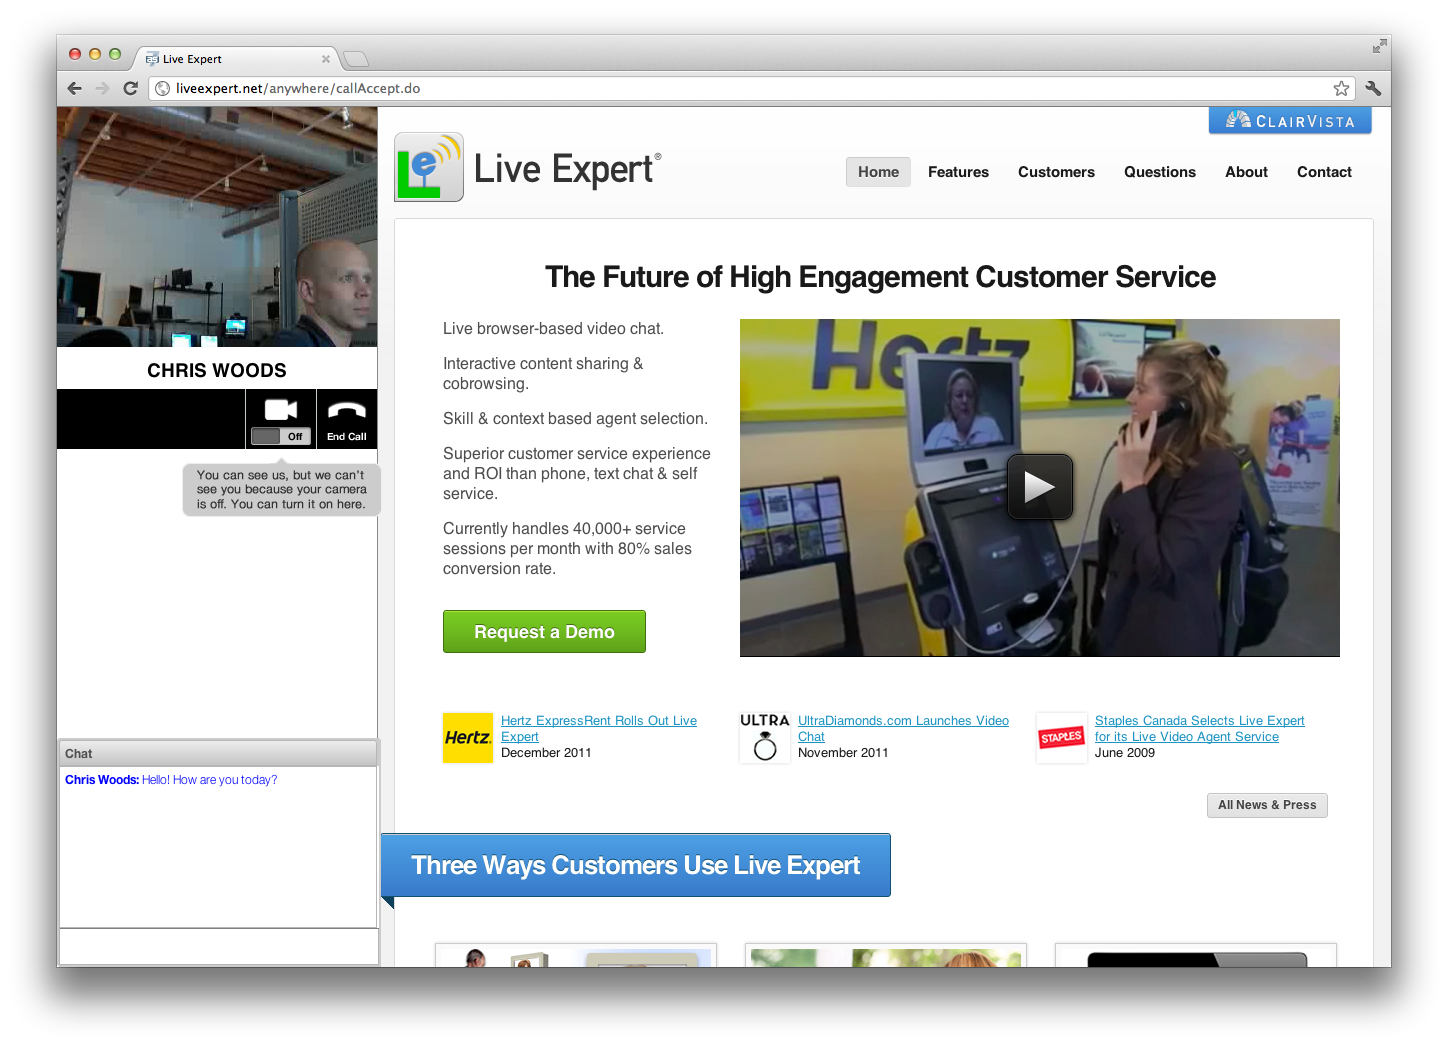 Live Expert
liveexpert.net/anywhere/callAccept.do
CHRIS WOODS
Off
End Call
You can see us, but we can't
see you because your camera
is off. You can turn it on here.
Chat
Chris Woods: Hello! How are you today?
CLAIRVISTA
Le
Live Expert®
Home
Features
Customers
Questions
About
Contact
The Future of High Engagement Customer Service
Live browser-based video chat.
Interactive content sharing &
cobrowsing.
Skill & context based agent selection.
Superior customer service experience
and ROI than phone, text chat & self
service.
Currently handles 40,000+ service
sessions per month with 80% sales
conversion rate.
Request a Demo
Hertz
Hertz.
Hertz ExpressRent Rolls Out Live
Expert
December 2011
ULTRA
UltraDiamonds.com Launches Video
Chat
November 2011
STAPLES
Staples Canada Selects Live Expert
for its Live Video Agent Service
June 2009
All News & Press
Three Ways Customers Use Live Expert